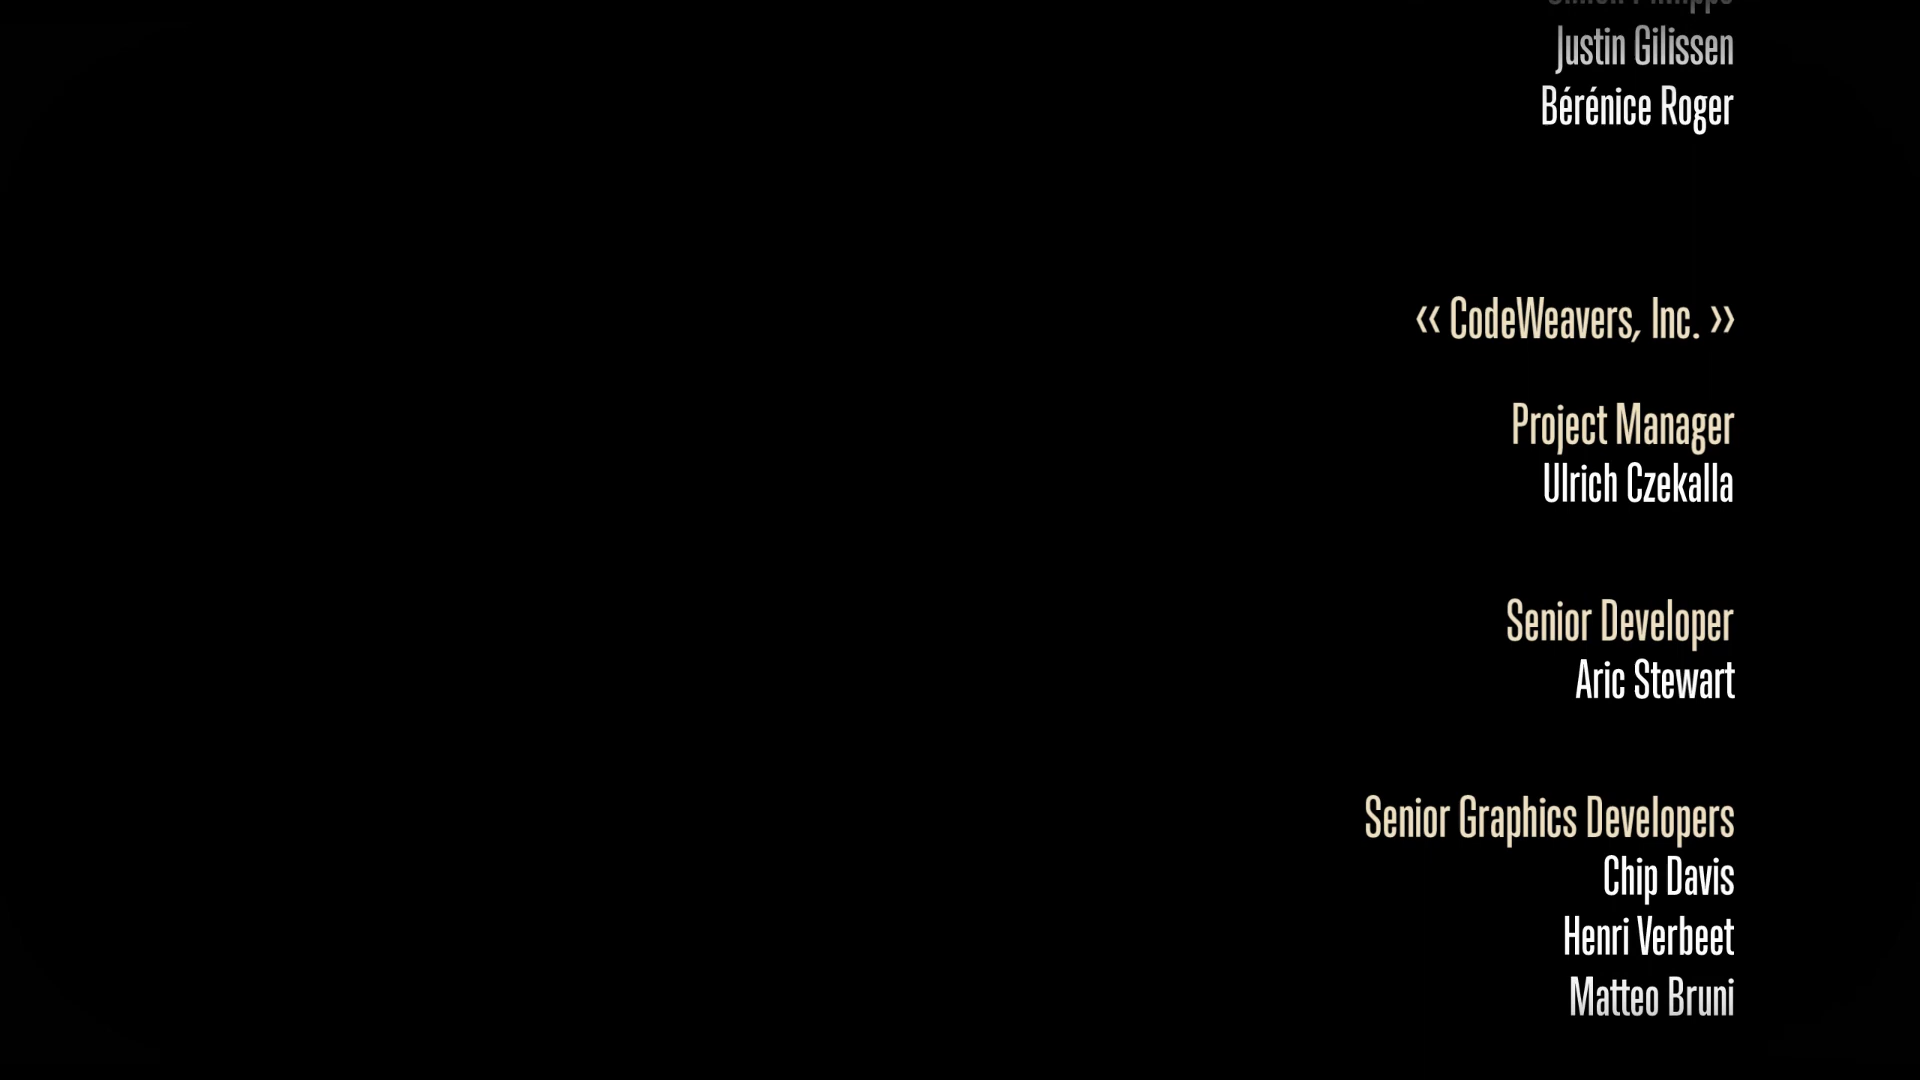 Justin Gilissen
Bérénice Roger
« CodeWeavers, Inc. »
Project Manager
Ulrich Czekalla
Senior Developer
Aric Stewart
Senior Graphics Developers
Chip Davis
Henri Verbeet
Matteo Bruni